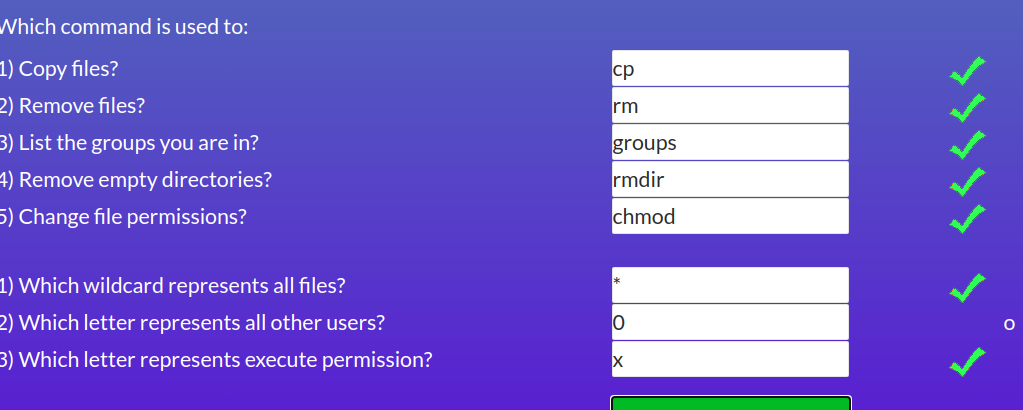 Which command is used to:
1) Copy files? cp
2) Remove files? rm
3) List the groups you are in? groups
4) Remove empty directories? rmdir
5) Change file permissions? chmod
1) Which wildcard represents all files? *
2) Which letter represents all other users? 0 o
3) Which letter represents execute permission? x